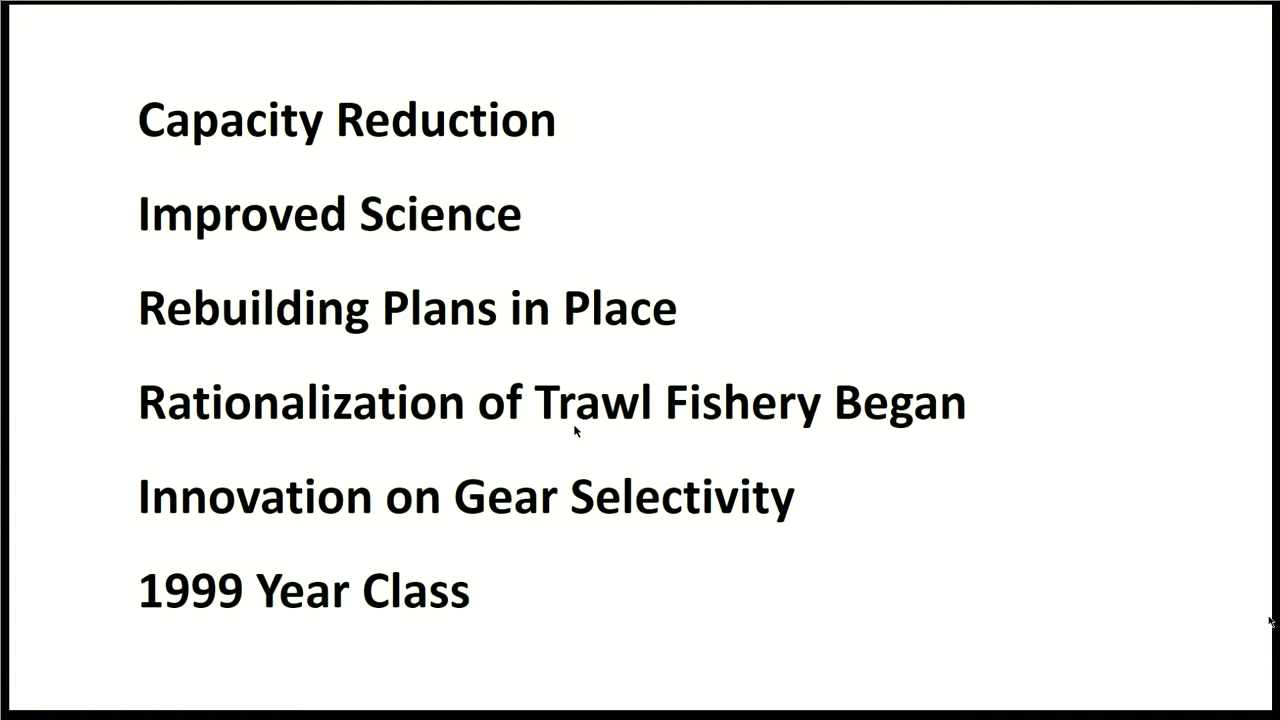 Capacity Reduction
Improved Science
Rebuilding Plans in Place
Rationalization of Trawl Fishery Began
Innovation on Gear Selectivity
1999 Year Class